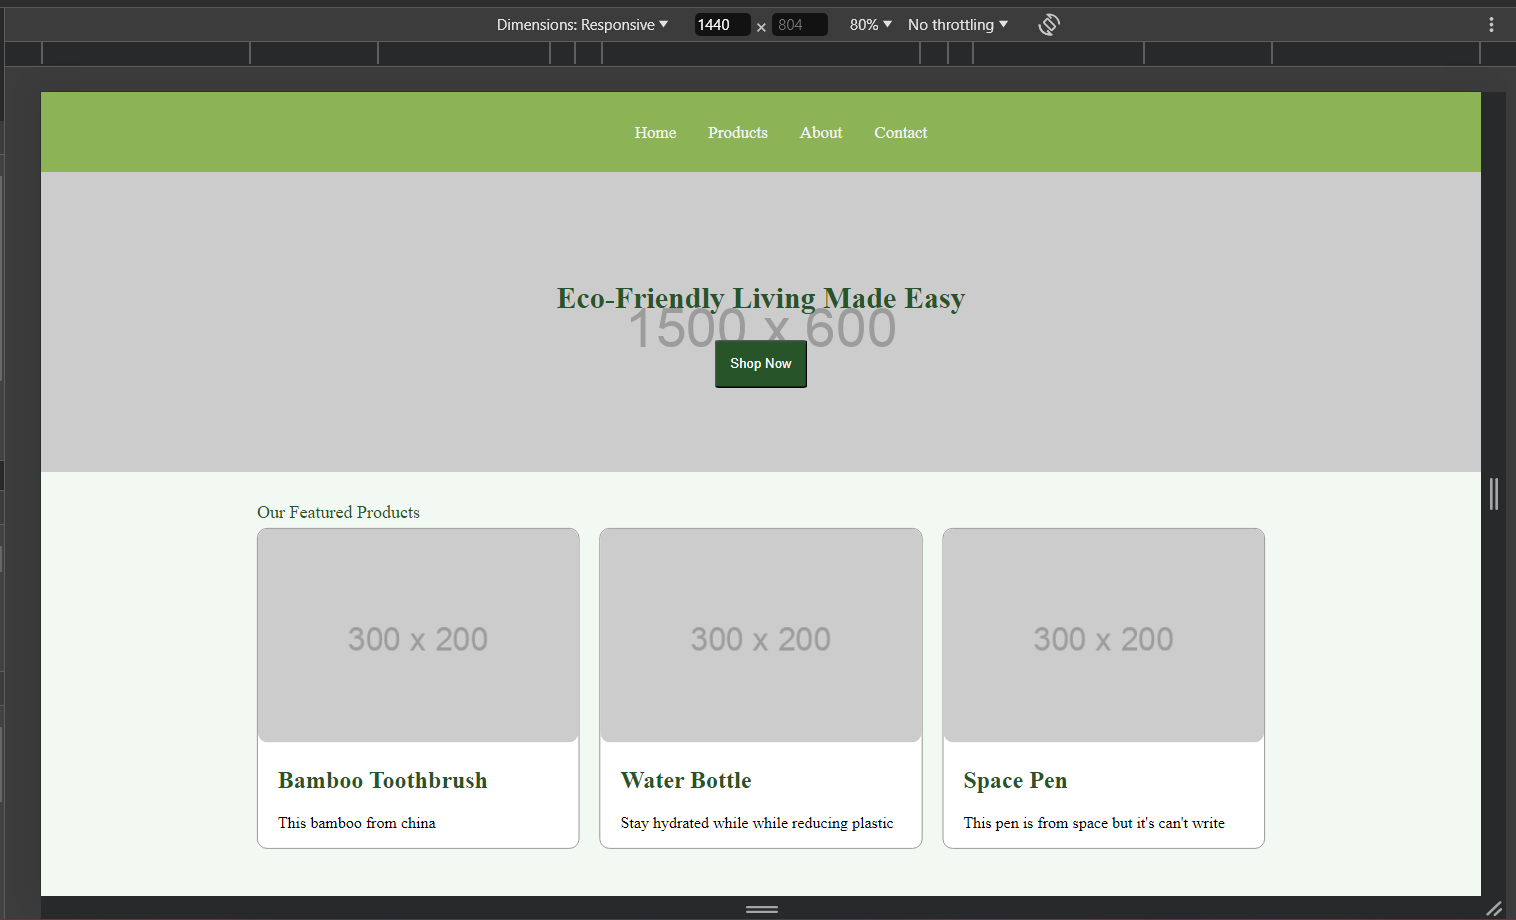 Dimensions: Responsive 1440 × 804 80% No throttling
Home Products About Contact
Eco-Friendly Living Made Easy
1500 x 600
Shop Now
Our Featured Products
300 x 200
300 x 200
300 x 200
Bamboo Toothbrush
Water Bottle
Space Pen
This bamboo from china
Stay hydrated while while reducing plastic
This pen is from space but it's can't write